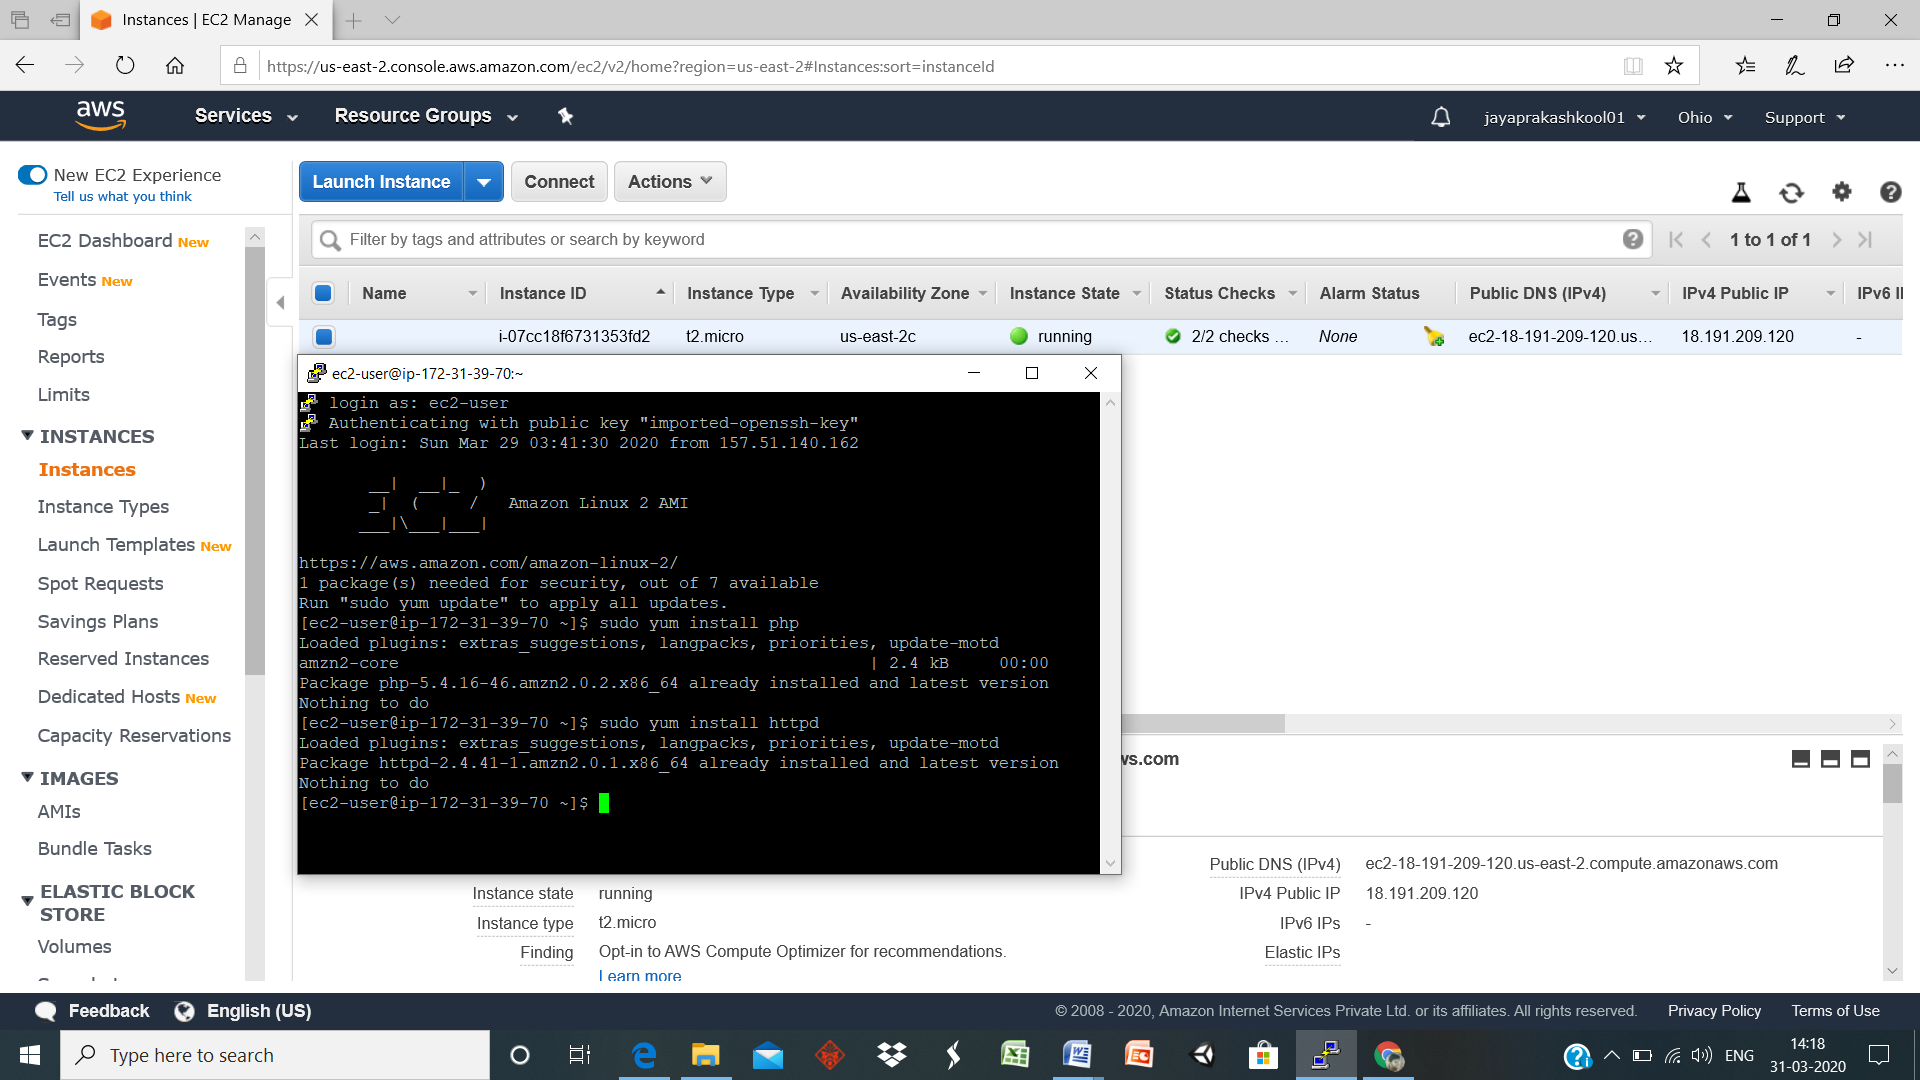 Instances | EC2 Manage
https://us-east-2.console.aws.amazon.com/ec2/v2/home?region=us-east-2#Instances:sort=instanceId
aws
Services
Resource Groups
jayaprakashkool01
Ohio
Support
New EC2 Experience
Tell us what you think
EC2 Dashboard New
Events New
Tags
Reports
Limits
INSTANCES
Instances
Instance Types
Launch Templates New
Spot Requests
Savings Plans
Reserved Instances
Dedicated Hosts New
Capacity Reservations
IMAGES
AMIs
Bundle Tasks
ELASTIC BLOCK
STORE
Volumes
Launch Instance
Connect
Actions
Filter by tags and attributes or search by keyword
1 to 1 of 1
Name
Instance ID
Instance Type
Availability Zone
Instance State
Status Checks
Alarm Status
Public DNS (IPv4)
IPv4 Public IP
IPv6 I
i-07cc18f6731353fd2
t2.micro
us-east-2c
running
2/2 checks ...
None
ec2-18-191-209-120.us...
18.191.209.120
-
ec2-user@ip-172-31-39-70:~
login as: ec2-user
Authenticating with public key "imported-openssh-key"
Last login: Sun Mar 29 03:41:30 2020 from 157.51.140.162
__| __|_ )
_| ( / Amazon Linux 2 AMI
___|\___|___|
https://aws.amazon.com/amazon-linux-2/
1 package(s) needed for security, out of 7 available
Run "sudo yum update" to apply all updates.
[ec2-user@ip-172-31-39-70 ~]$ sudo yum install php
Loaded plugins: extras_suggestions, langpacks, priorities, update-motd
amzn2-core | 2.4 kB 00:00
Package php-5.4.16-46.amzn2.0.2.x86_64 already installed and latest version
Nothing to do
[ec2-user@ip-172-31-39-70 ~]$ sudo yum install httpd
Loaded plugins: extras_suggestions, langpacks, priorities, update-motd
Package httpd-2.4.41-1.amzn2.0.1.x86_64 already installed and latest version
Nothing to do
[ec2-user@ip-172-31-39-70 ~]$
ws.com
Public DNS (IPv4) ec2-18-191-209-120.us-east-2.compute.amazonaws.com
Instance state running
IPv4 Public IP 18.191.209.120
Instance type t2.micro
IPv6 IPs -
Finding Opt-in to AWS Compute Optimizer for recommendations.
Elastic IPs
Learn more
Feedback
English (US)
© 2008 - 2020, Amazon Internet Services Private Ltd. or its affiliates. All rights reserved.
Privacy Policy
Terms of Use
Type here to search
ENG
14:18
31-03-2020